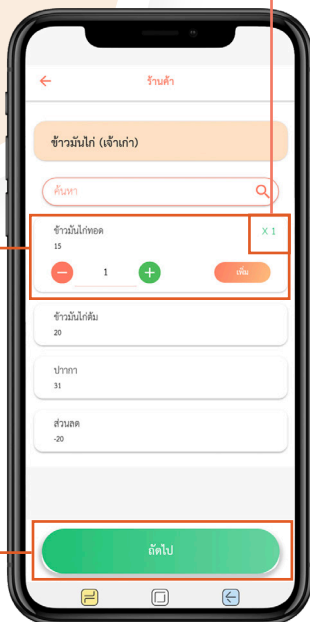 ร้านค้า
ข้าวมันไก่ (เจ้าเก่า)
ค้นหา
ข้าวมันไก่ทอด
X 1
15
1
เพิ่ม
ข้าวมันไก่ต้ม
20
ปากกา
31
ส่วนลด
-20
ถัดไป